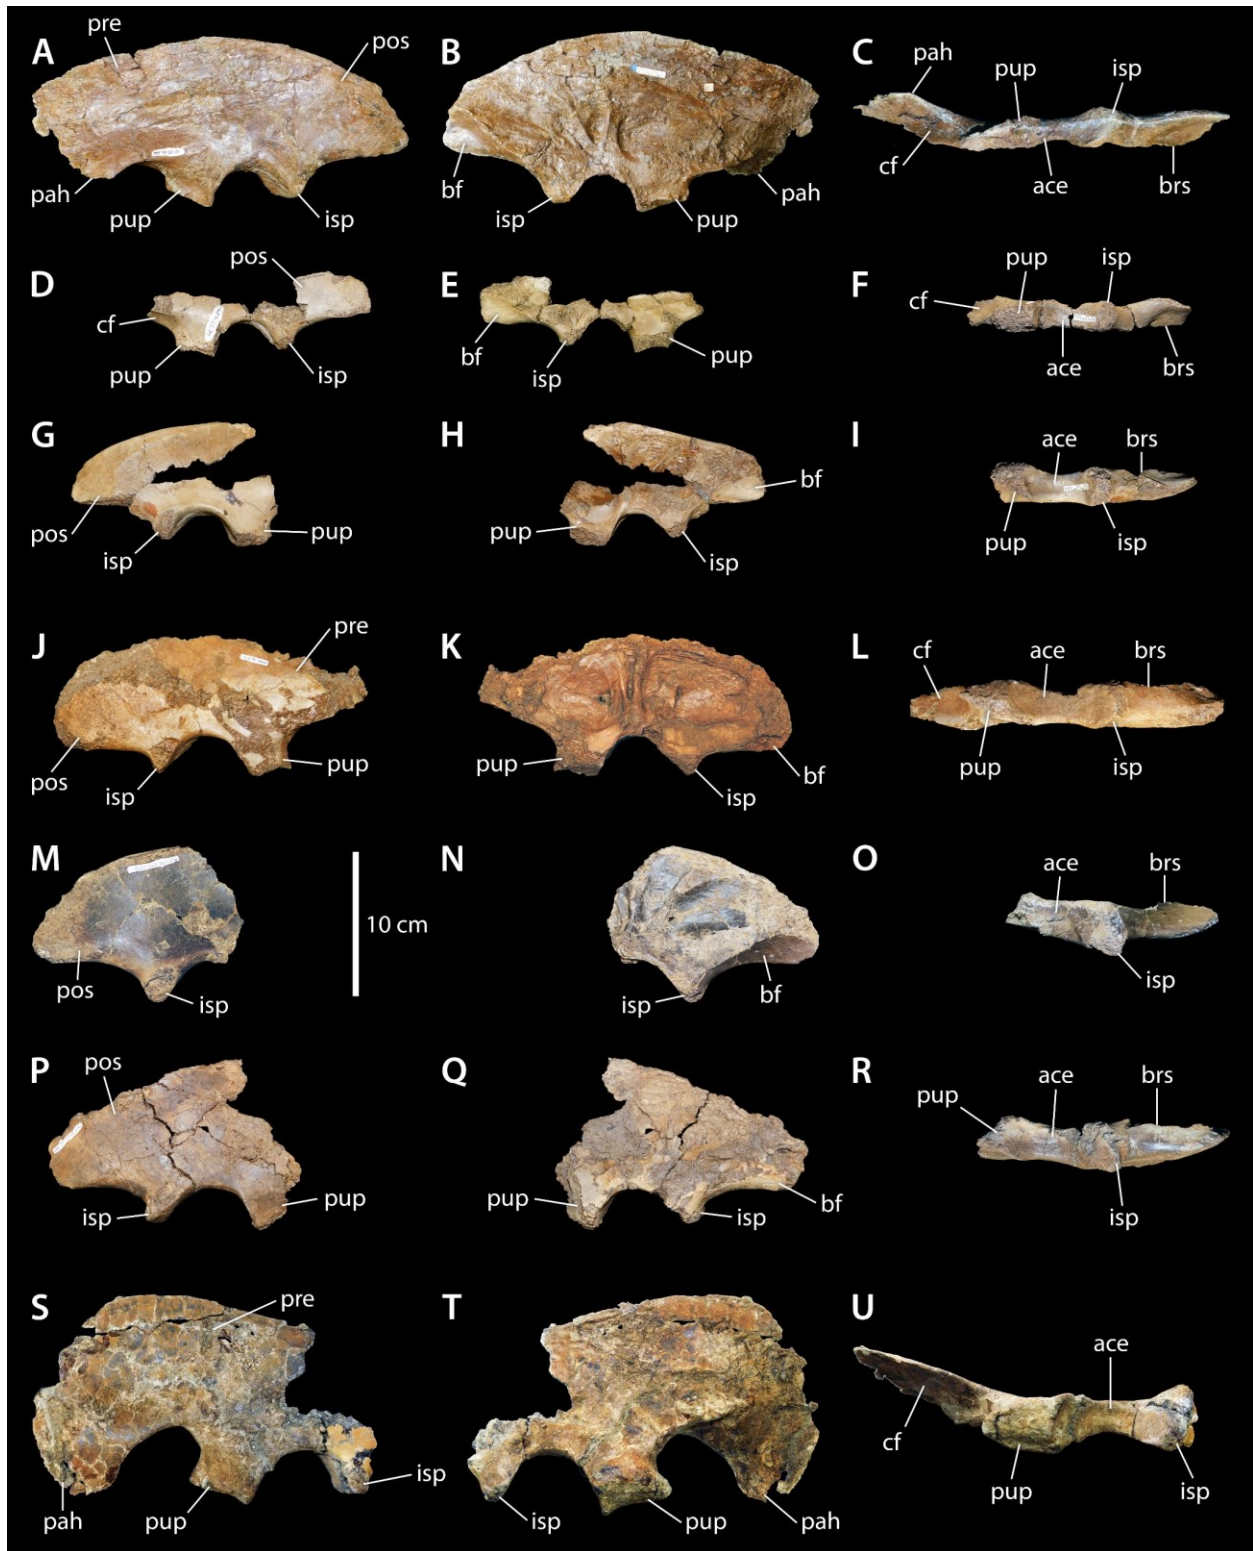 A
pre
pos
pah
pup
isp
B
bf
isp
pup
pah
C
pah
pup
isp
cf
ace
brs
D
pos
cf
pup
isp
E
bf
isp
pup
F
cf
pup
isp
ace
brs
G
pos
isp
pup
H
pup
isp
bf
I
ace
brs
pup
isp
J
pre
pos
isp
pup
K
pup
isp
bf
L
cf
ace
brs
pup
isp
M
pos
isp
10 cm
N
isp
bf
O
ace
brs
isp
P
pos
isp
pup
Q
pup
isp
bf
R
pup
ace
brs
isp
S
pre
pah
pup
isp
T
isp
pup
pah
U
ace
cf
pup
isp